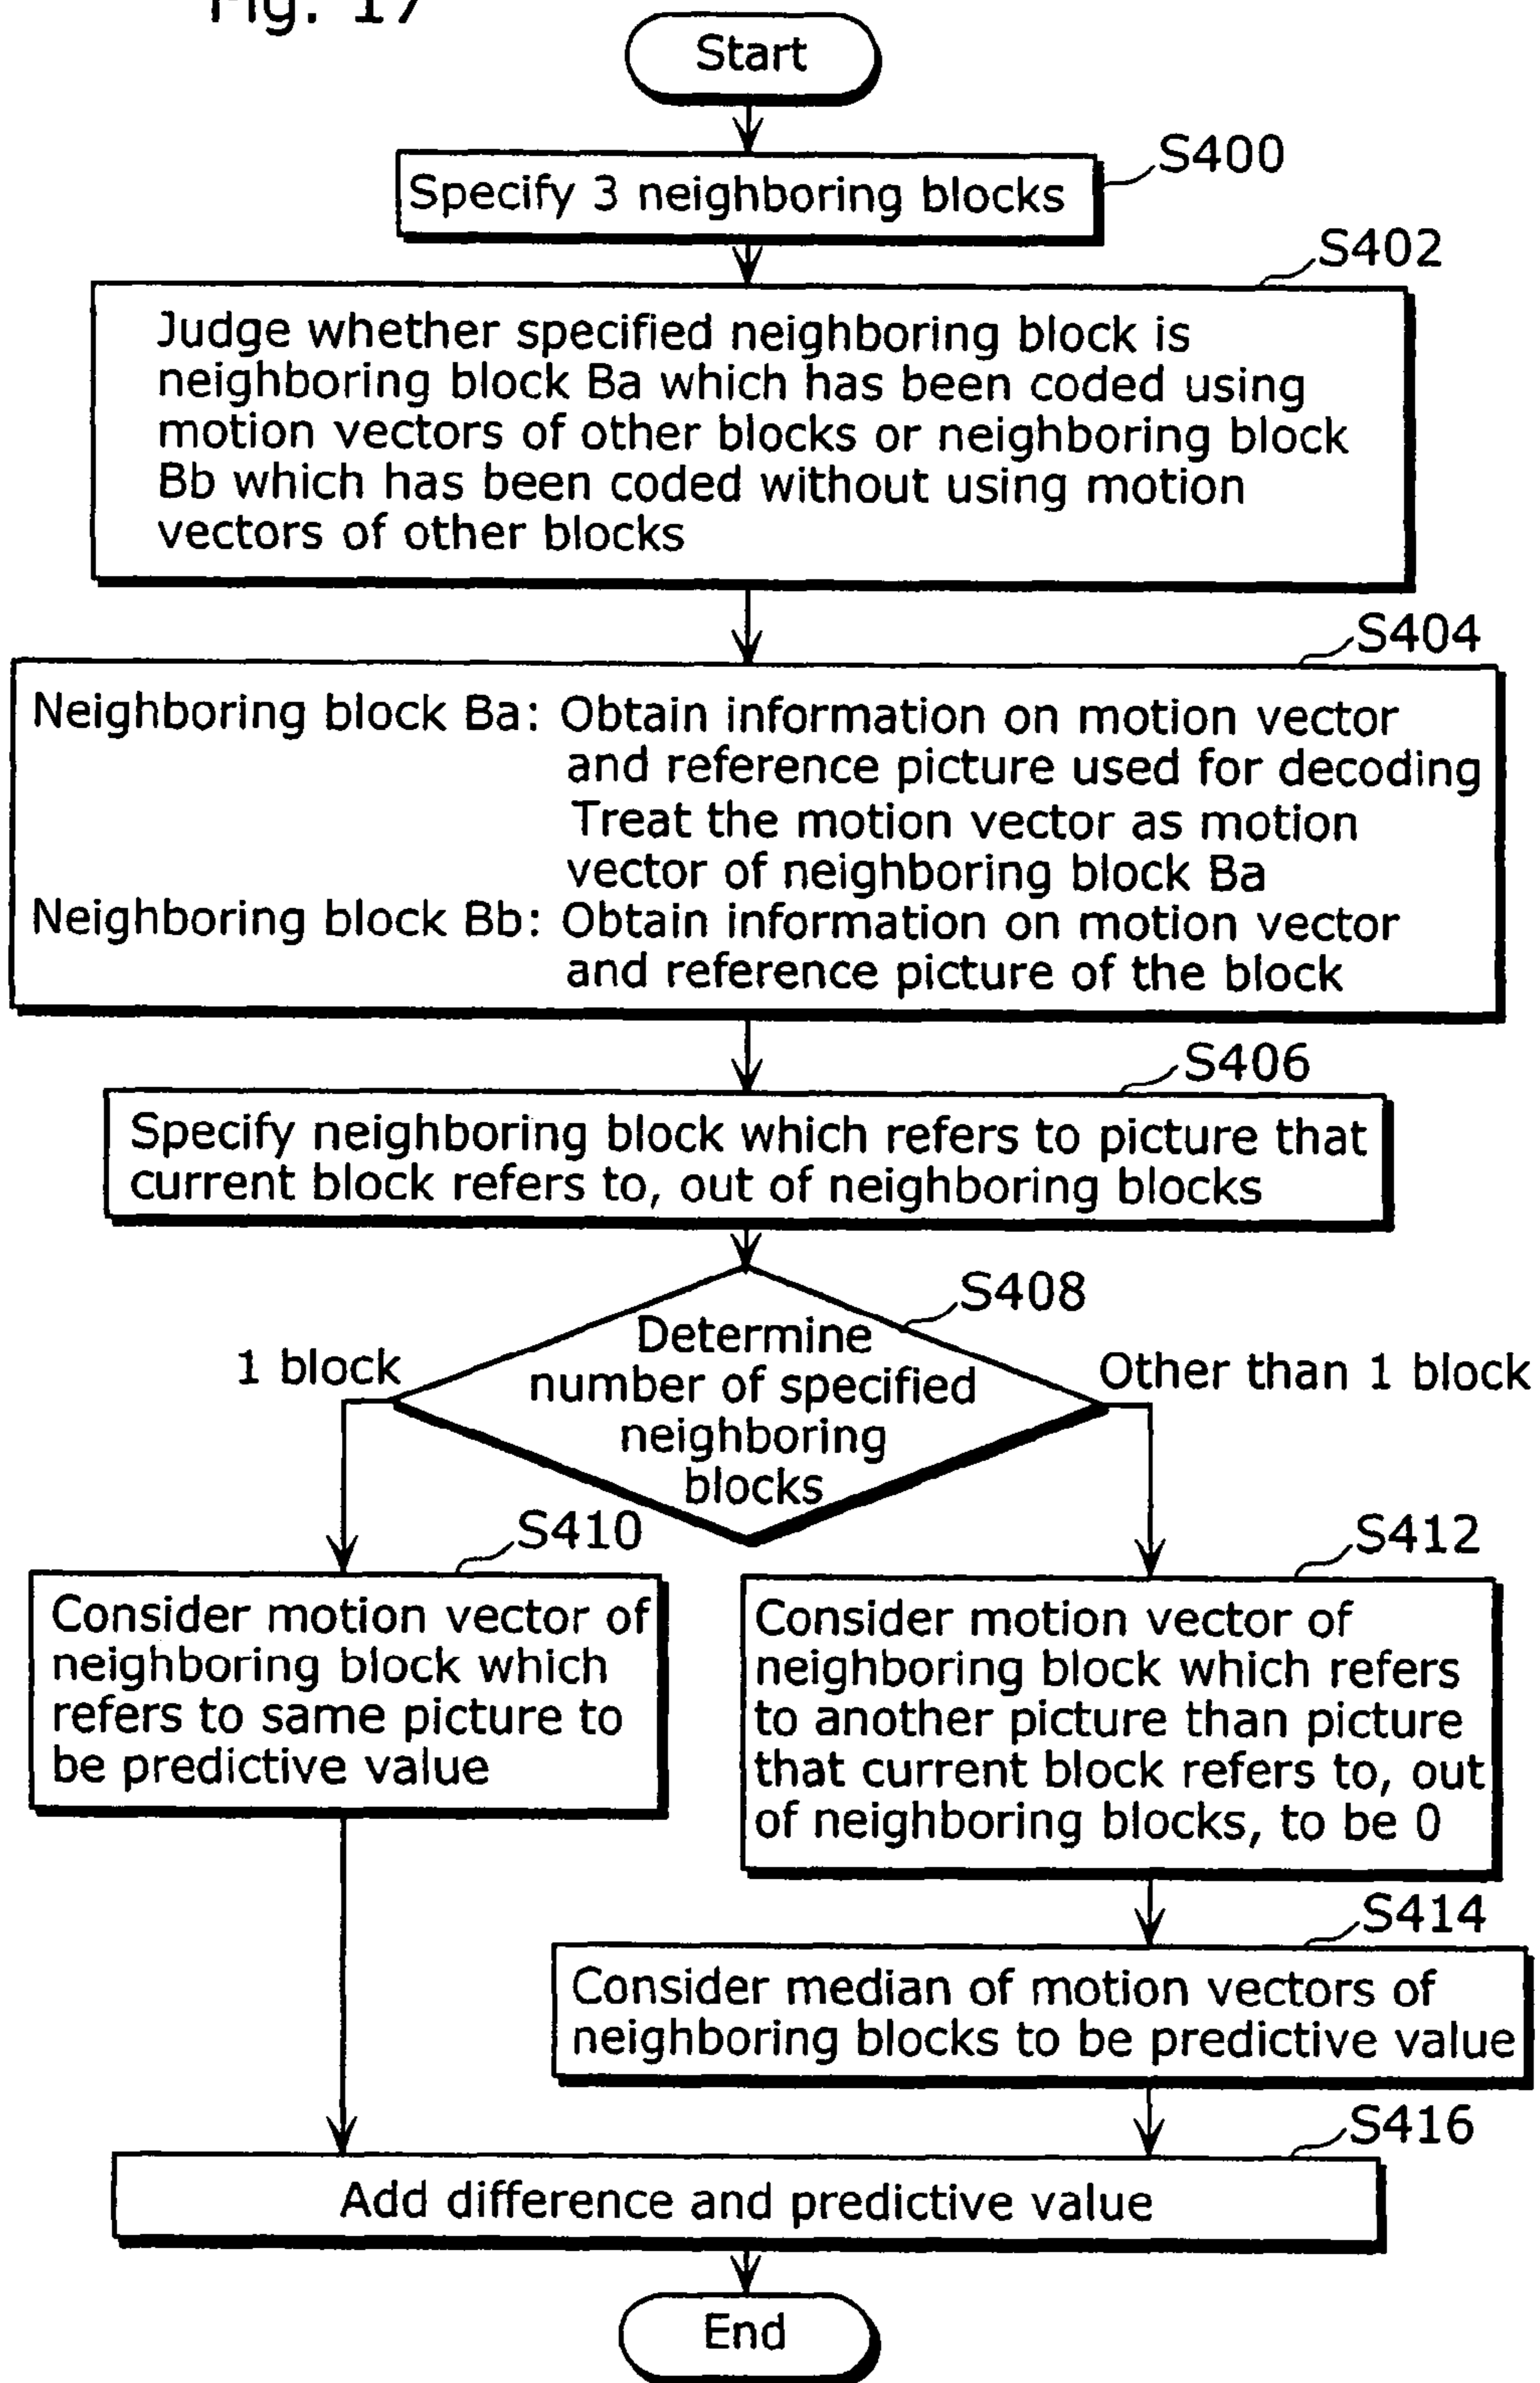 Fig. 17
Start
S400
Specify 3 neighboring blocks
S402
Judge whether specified neighboring block is
neighboring block Ba which has been coded using
motion vectors of other blocks or neighboring block
Bb which has been coded without using motion
vectors of other blocks
S404
Neighboring block Ba: Obtain information on motion vector
and reference picture used for decoding
Treat the motion vector as motion
vector of neighboring block Ba
Neighboring block Bb: Obtain information on motion vector
and reference picture of the block
S406
Specify neighboring block which refers to picture that
current block refers to, out of neighboring blocks
S408
Determine
number of specified
neighboring
blocks
1 block
Other than 1 block
S410
Consider motion vector of
neighboring block which
refers to same picture to
be predictive value
S412
Consider motion vector of
neighboring block which refers
to another picture than picture
that current block refers to, out
of neighboring blocks, to be 0
S414
Consider median of motion vectors of
neighboring blocks to be predictive value
S416
Add difference and predictive value
End